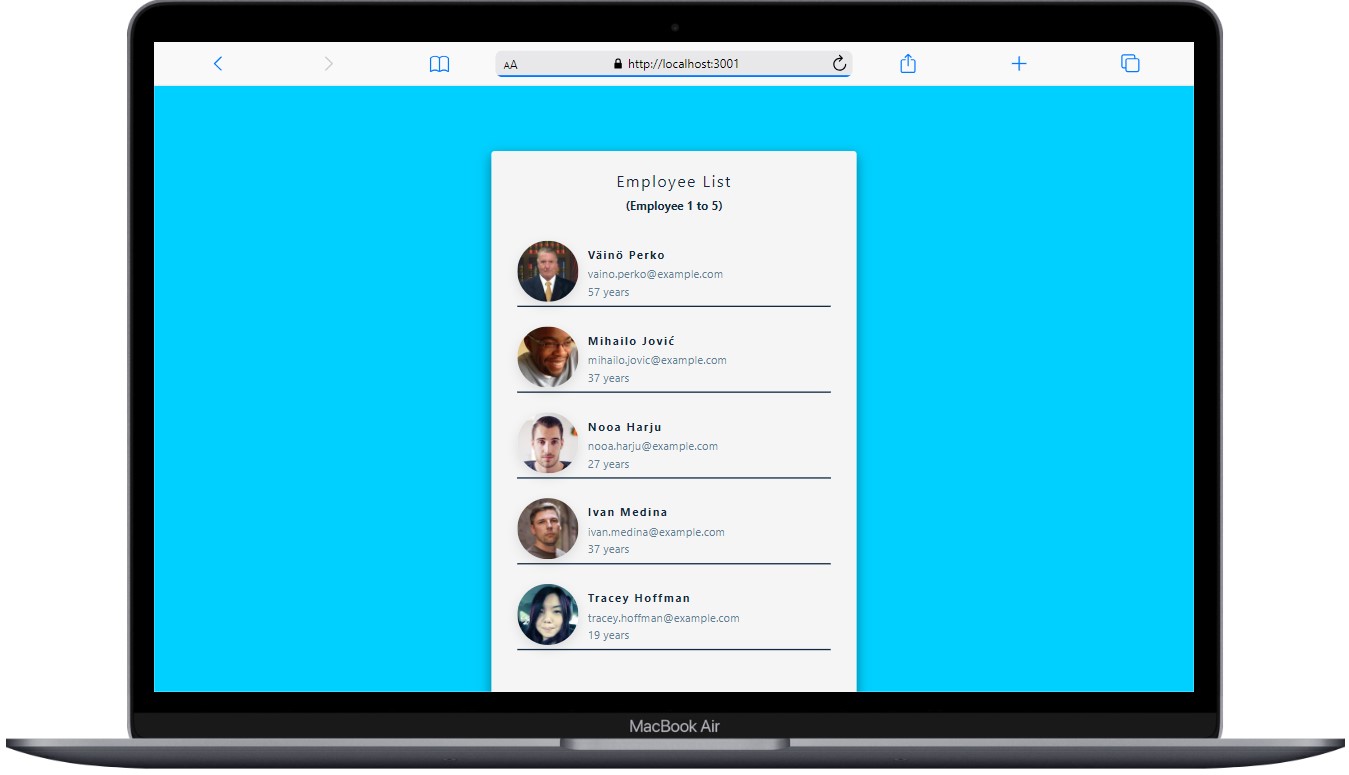 AA
http://localhost:3001
Employee List
(Employee 1 to 5)
Väinö Perko
vaino.perko@example.com
57 years
Mihailo Jović
mihailo.jovic@example.com
37 years
Nooa Harju
nooa.harju@example.com
27 years
Ivan Medina
ivan.medina@example.com
37 years
Tracey Hoffman
tracey.hoffman@example.com
19 years
MacBook Air